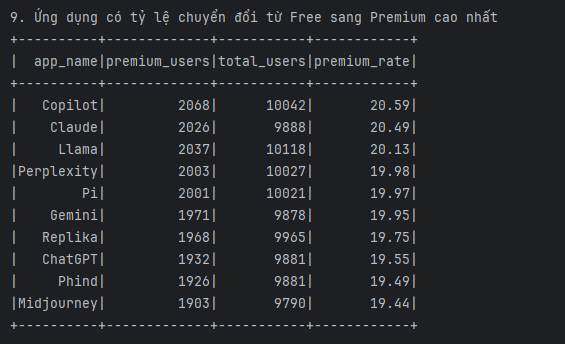 9. Ứng dụng có tỷ lệ chuyển đổi từ Free sang Premium cao nhất
+----------+-------------+-----------+------------+
|  app_name|premium_users|total_users|premium_rate|
+----------+-------------+-----------+------------+
|   Copilot|         2068|      10042|       20.59|
|    Claude|         2026|       9888|       20.49|
|     Llama|         2037|      10118|       20.13|
|Perplexity|         2003|      10027|       19.98|
|        Pi|         2001|      10021|       19.97|
|    Gemini|         1971|       9878|       19.95|
|   Replika|         1968|       9965|       19.75|
|   ChatGPT|         1932|       9881|       19.55|
|     Phind|         1926|       9881|       19.49|
|Midjourney|         1903|       9790|       19.44|
+----------+-------------+-----------+------------+